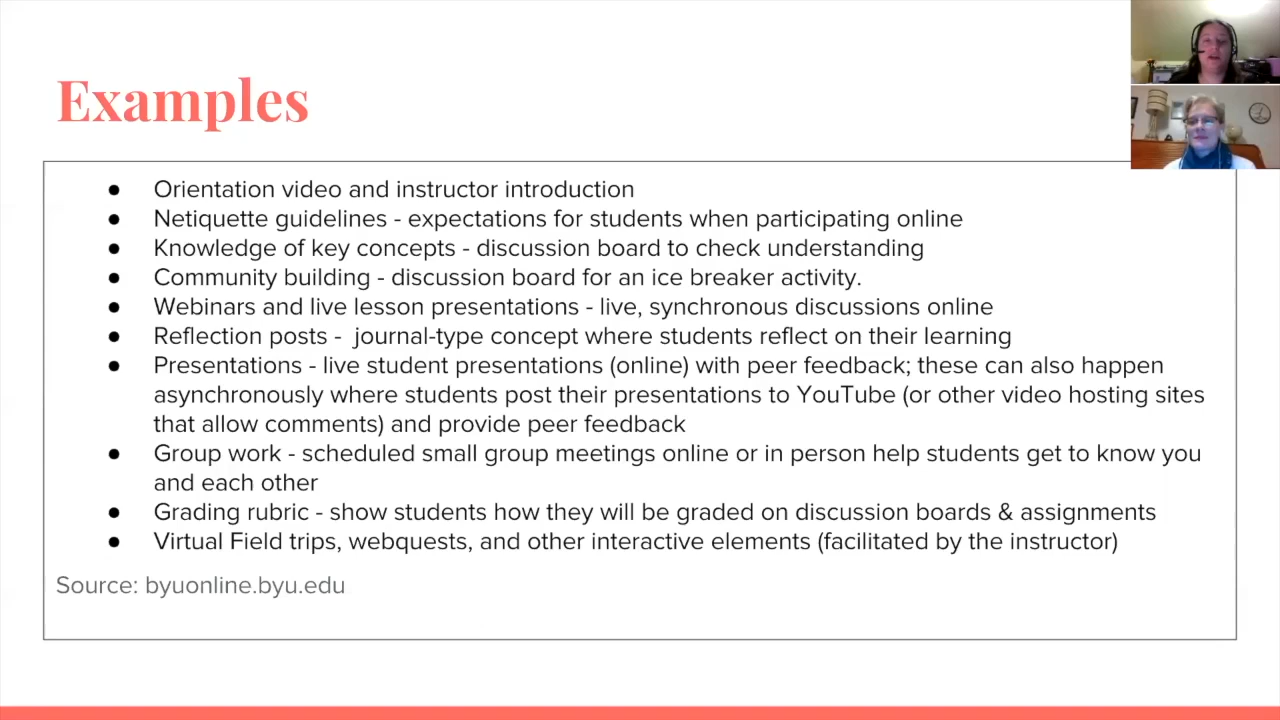 Examples
● Orientation video and instructor introduction
● Netiquette guidelines - expectations for students when participating online
● Knowledge of key concepts - discussion board to check understanding
● Community building - discussion board for an ice breaker activity.
● Webinars and live lesson presentations - live, synchronous discussions online
● Reflection posts -  journal-type concept where students reflect on their learning
● Presentations - live student presentations (online) with peer feedback; these can also happen
asynchronously where students post their presentations to YouTube (or other video hosting sites
that allow comments) and provide peer feedback
● Group work - scheduled small group meetings online or in person help students get to know you
and each other
● Grading rubric - show students how they will be graded on discussion boards & assignments
● Virtual Field trips, webquests, and other interactive elements (facilitated by the instructor)
Source: byuonline.byu.edu